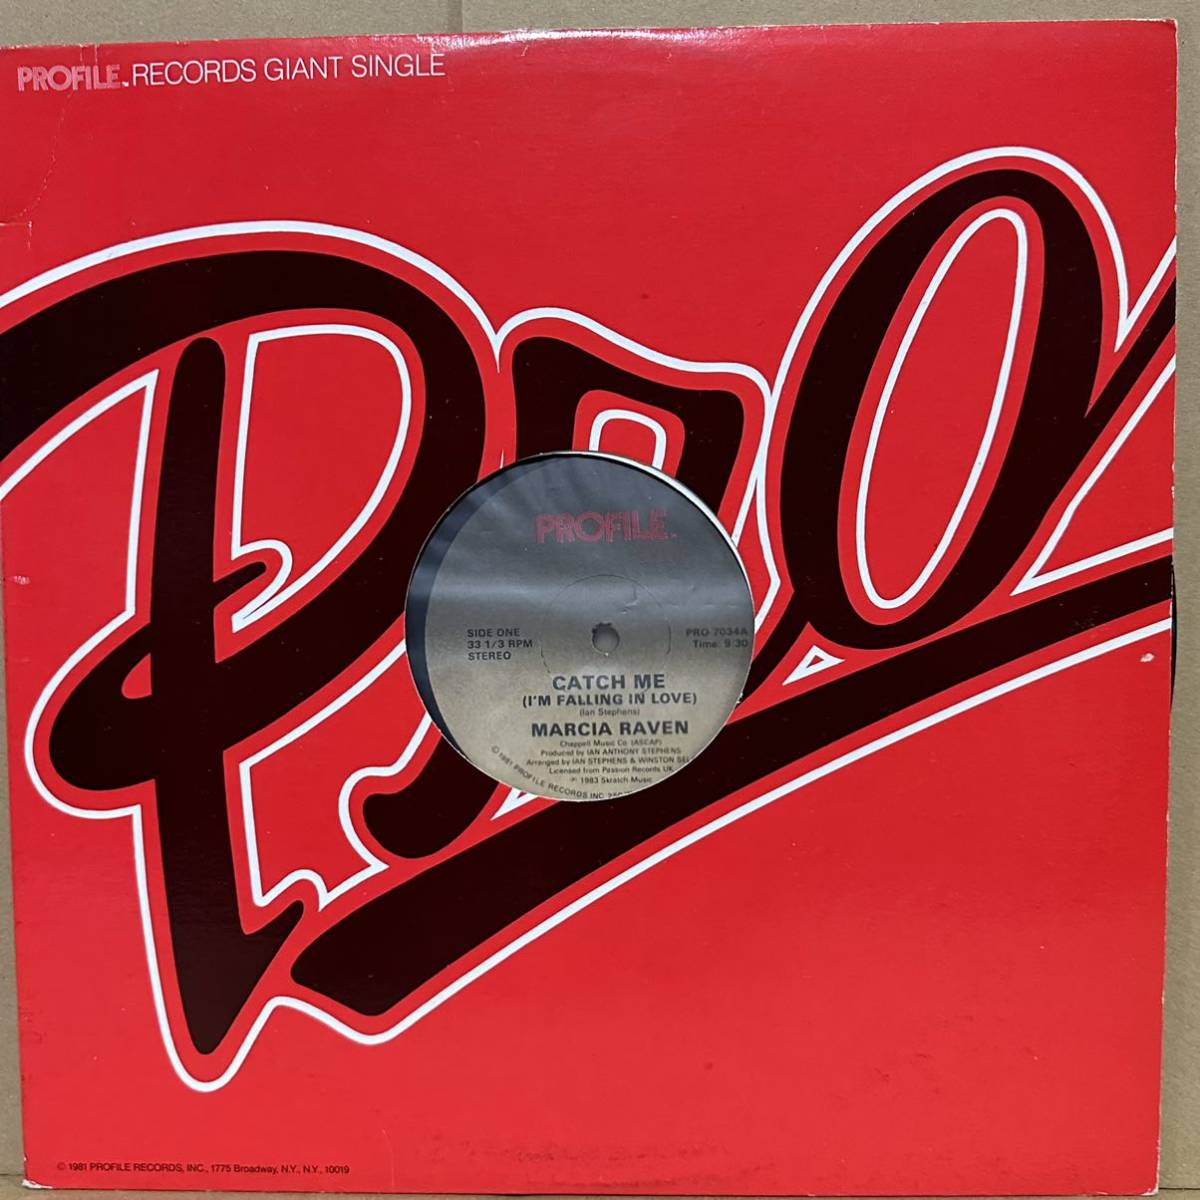 PROFILE™ RECORDS GIANT SINGLE
Pro
PROFILE™
SIDE ONE
33 1/3 RPM
STEREO
PRO-7034A
Time: 9:30
CATCH ME
(I'M FALLING IN LOVE)
(Ian Stephens)
MARCIA RAVEN
Chappell Music Co. (ASCAP)
Produced by IAN ANTHONY STEPHENS
Arranged by IAN STEPHENS & WINSTON SEL
Licensed from Passion Records UK
℗ 1983 Skratch Music
© 1981 PROFILE RECORDS INC.
© 1981 PROFILE RECORDS, INC., 1775 Broadway, N.Y., N.Y., 10019